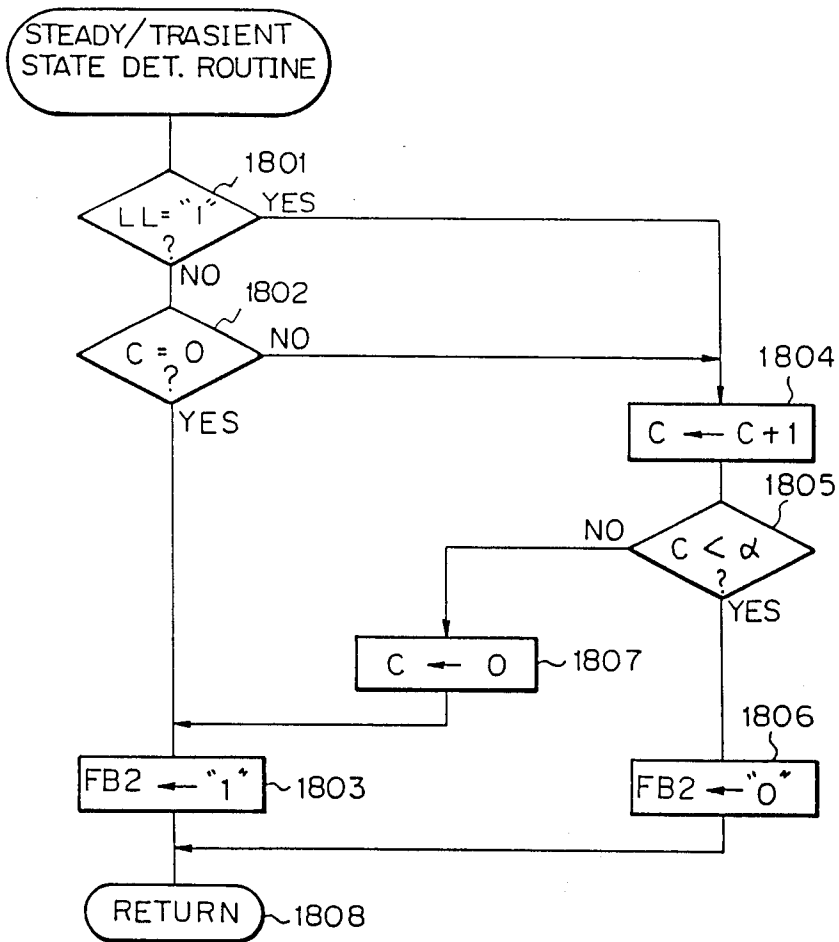 STEADY/TRASIENT
STATE DET. ROUTINE
1801
LL= "1"
?
YES
NO
1802
C = 0
?
NO
YES
1804
C ← C+1
1805
C < α
?
NO
YES
C ← 0
1807
1806
FB2 ← "1"
1803
FB2 ← "0"
RETURN
1808